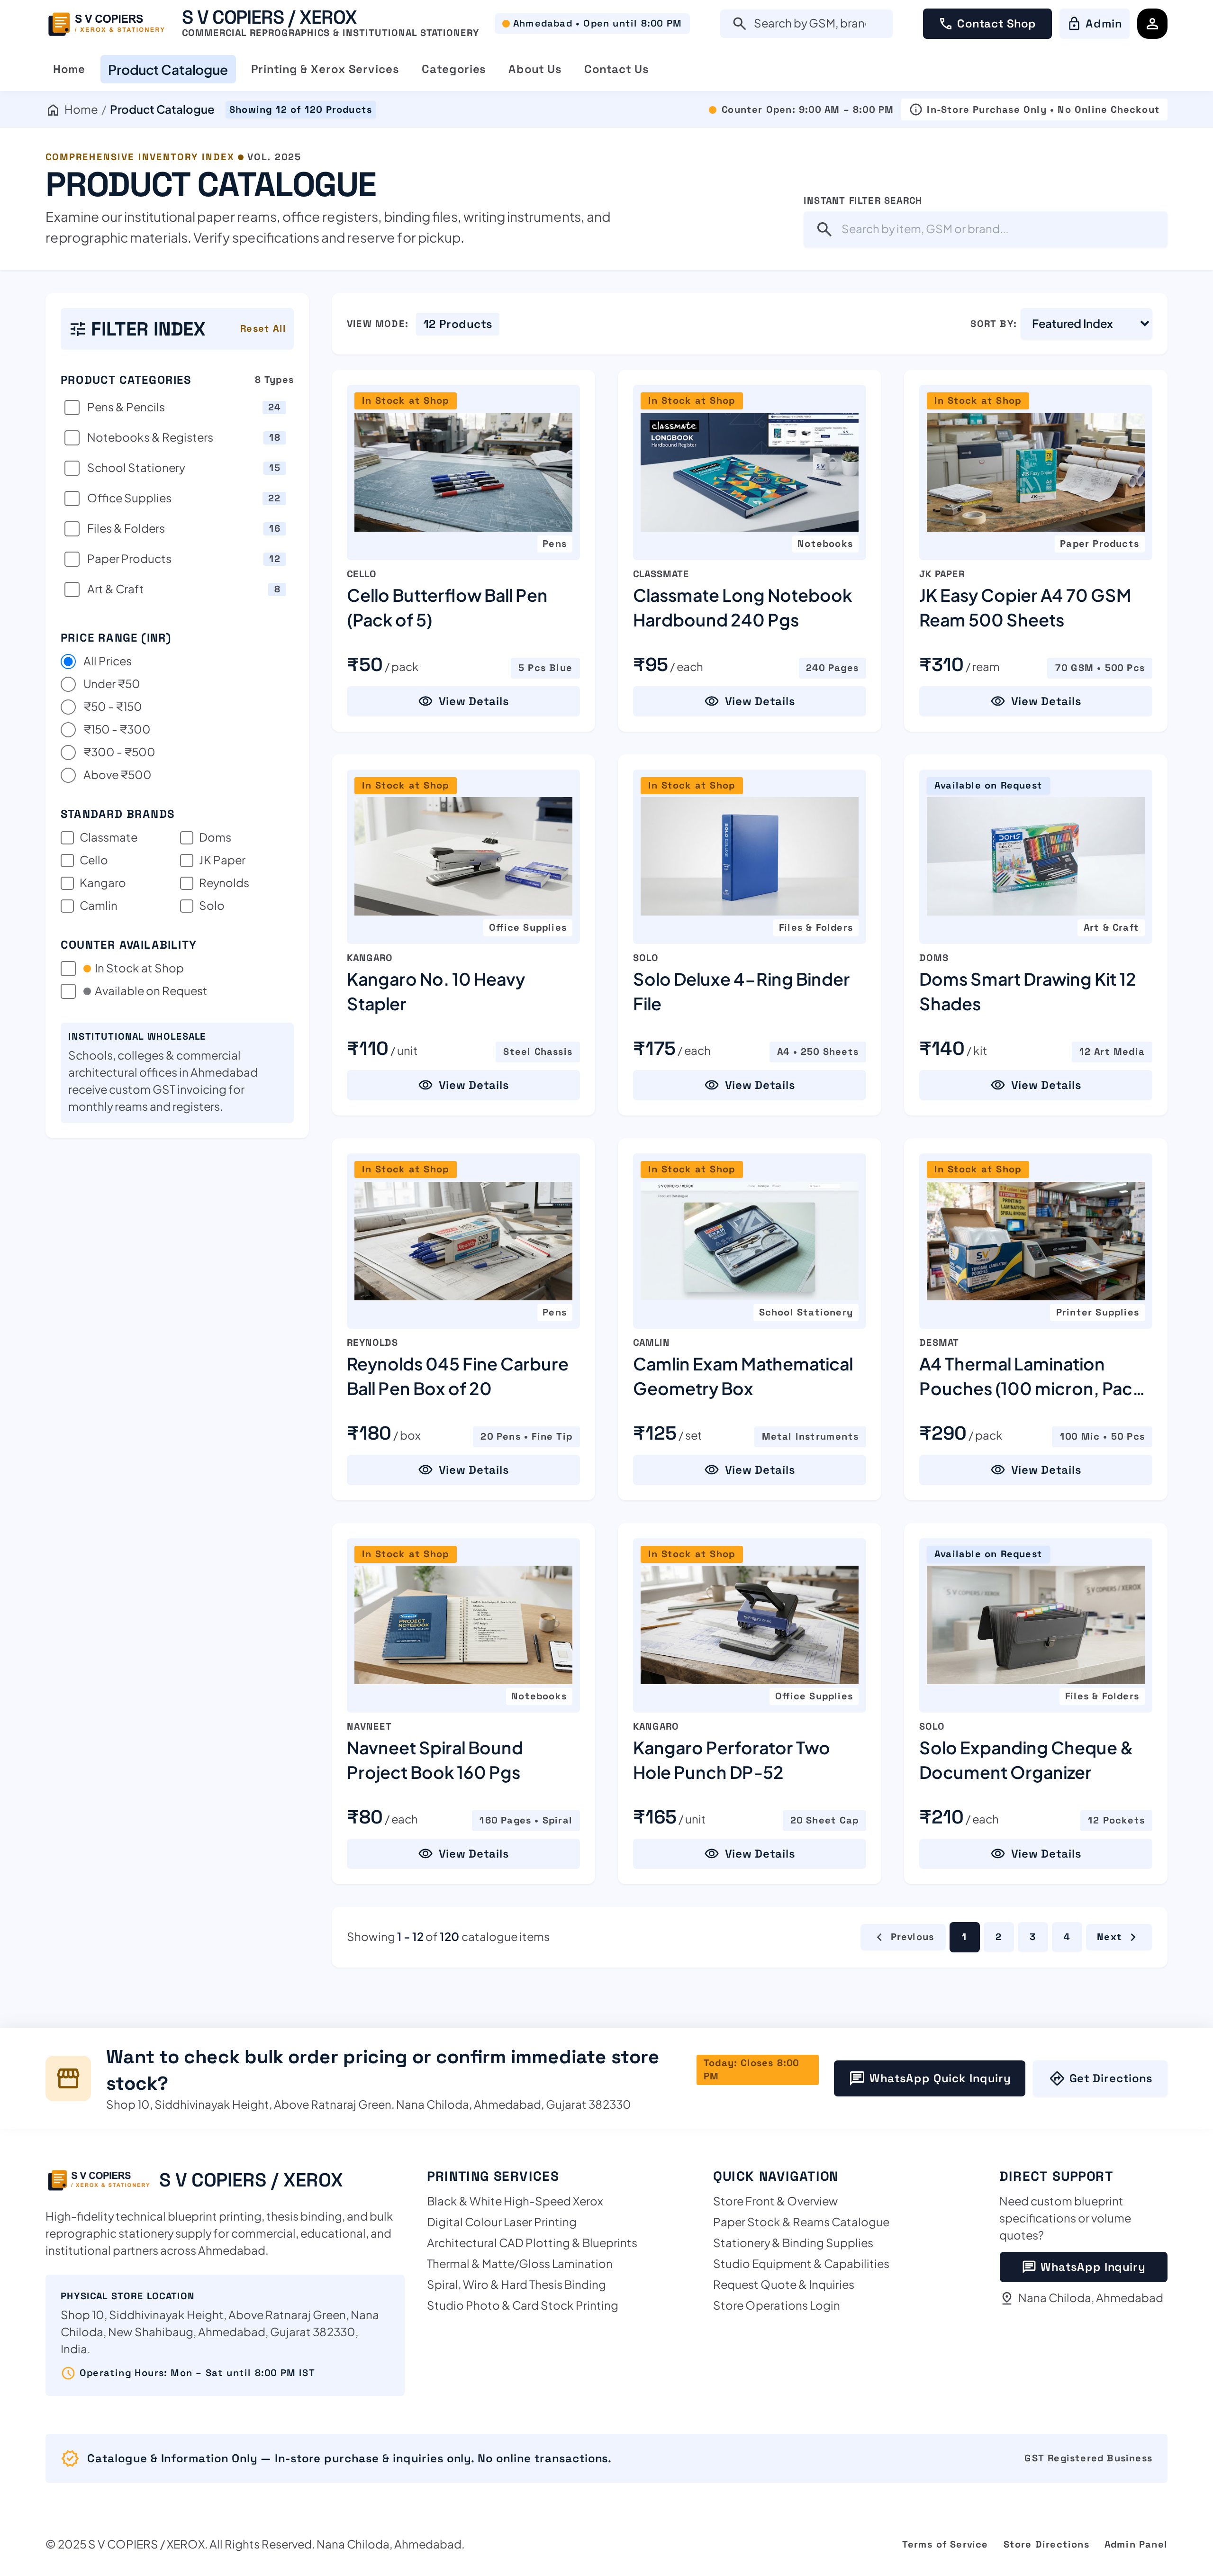 S V COPIERS
/ XEROX & STATIONERY
S V COPIERS / XEROX
COMMERCIAL REPROGRAPHICS & INSTITUTIONAL STATIONERY
Ahmedabad • Open until 8:00 PM
Search by GSM, bran
Contact Shop
Admin
Home
Product Catalogue
Printing & Xerox Services
Categories
About Us
Contact Us
Home / Product Catalogue
Showing 12 of 120 Products
Counter Open: 9:00 AM – 8:00 PM
In-Store Purchase Only • No Online Checkout
COMPREHENSIVE INVENTORY INDEX ● VOL. 2025
PRODUCT CATALOGUE
Examine our institutional paper reams, office registers, binding files, writing instruments, and
reprographic materials. Verify specifications and reserve for pickup.
INSTANT FILTER SEARCH
Search by item, GSM or brand...
FILTER INDEX
Reset All
PRODUCT CATEGORIES
8 Types
Pens & Pencils
24
Notebooks & Registers
18
School Stationery
15
Office Supplies
22
Files & Folders
16
Paper Products
12
Art & Craft
8
PRICE RANGE (INR)
All Prices
Under ₹50
₹50 - ₹150
₹150 - ₹300
₹300 - ₹500
Above ₹500
STANDARD BRANDS
Classmate
Doms
Cello
JK Paper
Kangaro
Reynolds
Camlin
Solo
COUNTER AVAILABILITY
In Stock at Shop
Available on Request
INSTITUTIONAL WHOLESALE
Schools, colleges & commercial
architectural offices in Ahmedabad
receive custom GST invoicing for
monthly reams and registers.
VIEW MODE:
12 Products
SORT BY:
Featured Index
In Stock at Shop
Pens
CELLO
Cello Butterflow Ball Pen
(Pack of 5)
₹50 / pack
5 Pcs Blue
View Details
In Stock at Shop
classmate
LONGBOOK
Hardbound Register
S V
Notebooks
CLASSMATE
Classmate Long Notebook
Hardbound 240 Pgs
₹95 / each
240 Pages
View Details
In Stock at Shop
JK Easy Copier
Paper Products
JK PAPER
JK Easy Copier A4 70 GSM
Ream 500 Sheets
₹310 / ream
70 GSM • 500 Pcs
View Details
In Stock at Shop
Office Supplies
KANGARO
Kangaro No. 10 Heavy
Stapler
₹110 / unit
Steel Chassis
View Details
In Stock at Shop
Files & Folders
SOLO
Solo Deluxe 4-Ring Binder
File
₹175 / each
A4 • 250 Sheets
View Details
Available on Request
DOMS
Art & Craft
DOMS
Doms Smart Drawing Kit 12
Shades
₹140 / kit
12 Art Media
View Details
In Stock at Shop
045
Pens
REYNOLDS
Reynolds 045 Fine Carbure
Ball Pen Box of 20
₹180 / box
20 Pens • Fine Tip
View Details
In Stock at Shop
S V COPIERS / XEROX
Product Catalogue
School Stationery
CAMLIN
Camlin Exam Mathematical
Geometry Box
₹125 / set
Metal Instruments
View Details
In Stock at Shop
PRINTING
LAMINATION
SPIRAL BINDING
SV
THERMAL LAMINATION
POUCHES
Printer Supplies
DESMAT
A4 Thermal Lamination
Pouches (100 micron, Pac...
₹290 / pack
100 Mic • 50 Pcs
View Details
In Stock at Shop
PROJECT
NOTEBOOK
Notebooks
NAVNEET
Navneet Spiral Bound
Project Book 160 Pgs
₹80 / each
160 Pages • Spiral
View Details
In Stock at Shop
Office Supplies
KANGARO
Kangaro Perforator Two
Hole Punch DP-52
₹165 / unit
20 Sheet Cap
View Details
Available on Request
S V COPIERS / XEROX
Files & Folders
SOLO
Solo Expanding Cheque &
Document Organizer
₹210 / each
12 Pockets
View Details
Showing 1 - 12 of 120 catalogue items
Previous
1
2
3
4
Next
Want to check bulk order pricing or confirm immediate store
stock?
Shop 10, Siddhivinayak Height, Above Ratnaraj Green, Nana Chiloda, Ahmedabad, Gujarat 382330
Today: Closes 8:00
PM
WhatsApp Quick Inquiry
Get Directions
S V COPIERS
/ XEROX & STATIONERY
S V COPIERS / XEROX
High-fidelity technical blueprint printing, thesis binding, and bulk
reprographic stationery supply for commercial, educational, and
institutional partners across Ahmedabad.
PHYSICAL STORE LOCATION
Shop 10, Siddhivinayak Height, Above Ratnaraj Green, Nana
Chiloda, New Shahibaug, Ahmedabad, Gujarat 382330,
India.
Operating Hours: Mon – Sat until 8:00 PM IST
PRINTING SERVICES
Black & White High-Speed Xerox
Digital Colour Laser Printing
Architectural CAD Plotting & Blueprints
Thermal & Matte/Gloss Lamination
Spiral, Wiro & Hard Thesis Binding
Studio Photo & Card Stock Printing
QUICK NAVIGATION
Store Front & Overview
Paper Stock & Reams Catalogue
Stationery & Binding Supplies
Studio Equipment & Capabilities
Request Quote & Inquiries
Store Operations Login
DIRECT SUPPORT
Need custom blueprint
specifications or volume
quotes?
WhatsApp Inquiry
Nana Chiloda, Ahmedabad
Catalogue & Information Only — In-store purchase & inquiries only. No online transactions.
GST Registered Business
© 2025 S V COPIERS / XEROX. All Rights Reserved. Nana Chiloda, Ahmedabad.
Terms of Service
Store Directions
Admin Panel